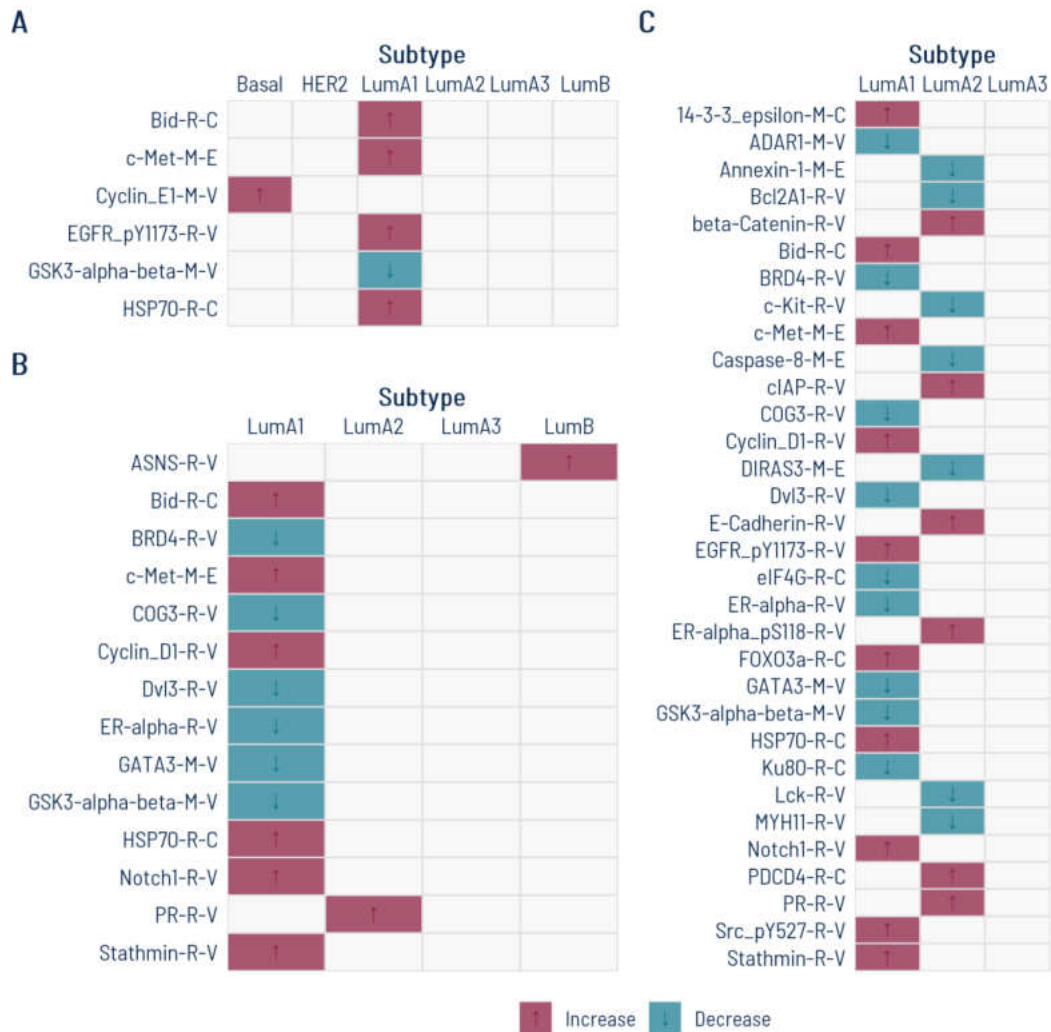 A
Subtype
Basal HER2 LumA1 LumA2 LumA3 LumB
Bid-R-C ↑
c-Met-M-E ↑
Cyclin_E1-M-V ↑
EGFR_pY1173-R-V ↑
GSK3-alpha-beta-M-V ↓
HSP70-R-C ↑
B
Subtype
LumA1 LumA2 LumA3 LumB
ASNS-R-V ↑
Bid-R-C ↑
BRD4-R-V ↓
c-Met-M-E ↑
COG3-R-V ↓
Cyclin_D1-R-V ↑
Dvl3-R-V ↓
ER-alpha-R-V ↓
GATA3-M-V ↓
GSK3-alpha-beta-M-V ↓
HSP70-R-C ↑
Notch1-R-V ↑
PR-R-V ↑
Stathmin-R-V ↑
C
Subtype
LumA1 LumA2 LumA3
14-3-3_epsilon-M-C ↑
ADAR1-M-V ↓
Annexin-1-M-E ↓
Bcl2A1-R-V ↓
beta-Catenin-R-V ↑
Bid-R-C ↑
BRD4-R-V ↓
c-Kit-R-V ↓
c-Met-M-E ↑
Caspase-8-M-E ↓
cIAP-R-V ↑
COG3-R-V ↓
Cyclin_D1-R-V ↑
DIRAS3-M-E ↓
Dvl3-R-V ↓
E-Cadherin-R-V ↑
EGFR_pY1173-R-V ↑
eIF4G-R-C ↓
ER-alpha-R-V ↓
ER-alpha_pS118-R-V ↑
FOXO3a-R-C ↑
GATA3-M-V ↓
GSK3-alpha-beta-M-V ↓
HSP70-R-C ↑
Ku80-R-C ↓
Lck-R-V ↓
MYH11-R-V ↓
Notch1-R-V ↑
PDCD4-R-C ↑
PR-R-V ↑
Src_pY527-R-V ↑
Stathmin-R-V ↑
↑ Increase ↓ Decrease